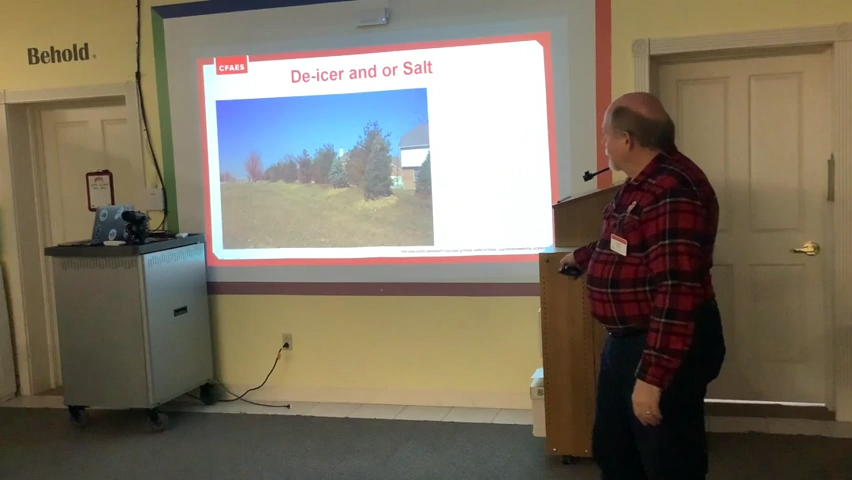 Behold.
CFAES
De-icer and or Salt